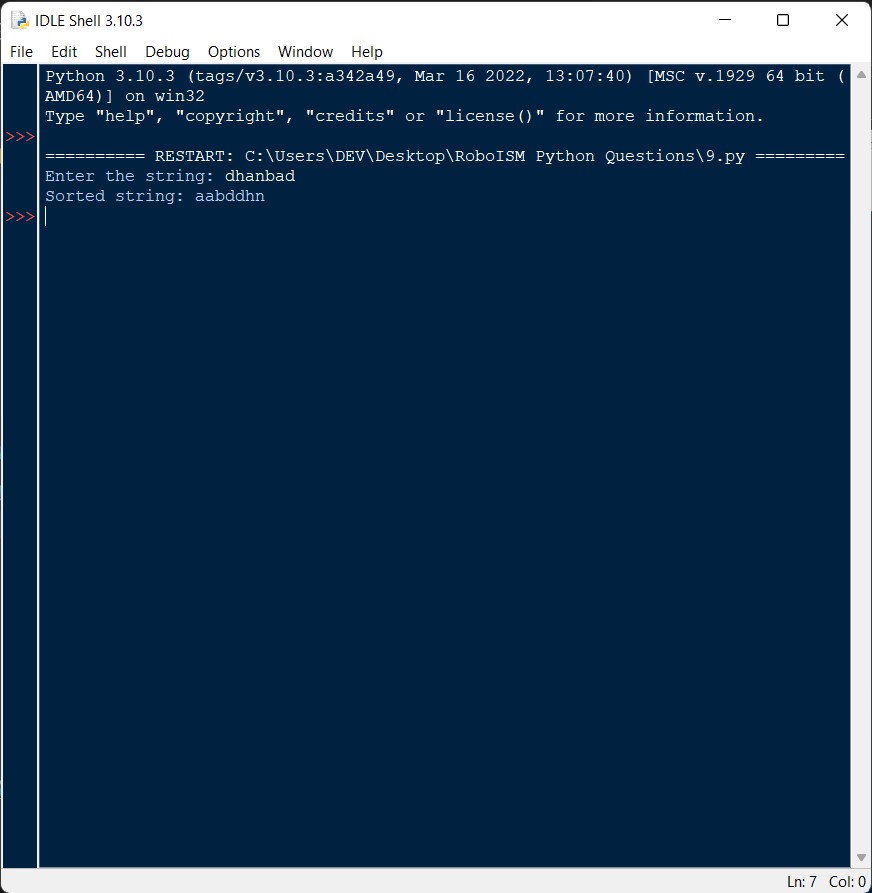 IDLE Shell 3.10.3
File Edit Shell Debug Options Window Help
Python 3.10.3 (tags/v3.10.3:a342a49, Mar 16 2022, 13:07:40) [MSC v.1929 64 bit (
AMD64)] on win32
Type "help", "copyright", "credits" or "license()" for more information.
>>>
========== RESTART: C:\Users\DEV\Desktop\RoboISM Python Questions\9.py =========
Enter the string: dhanbad
Sorted string: aabddhn
>>>
Ln: 7 Col: 0